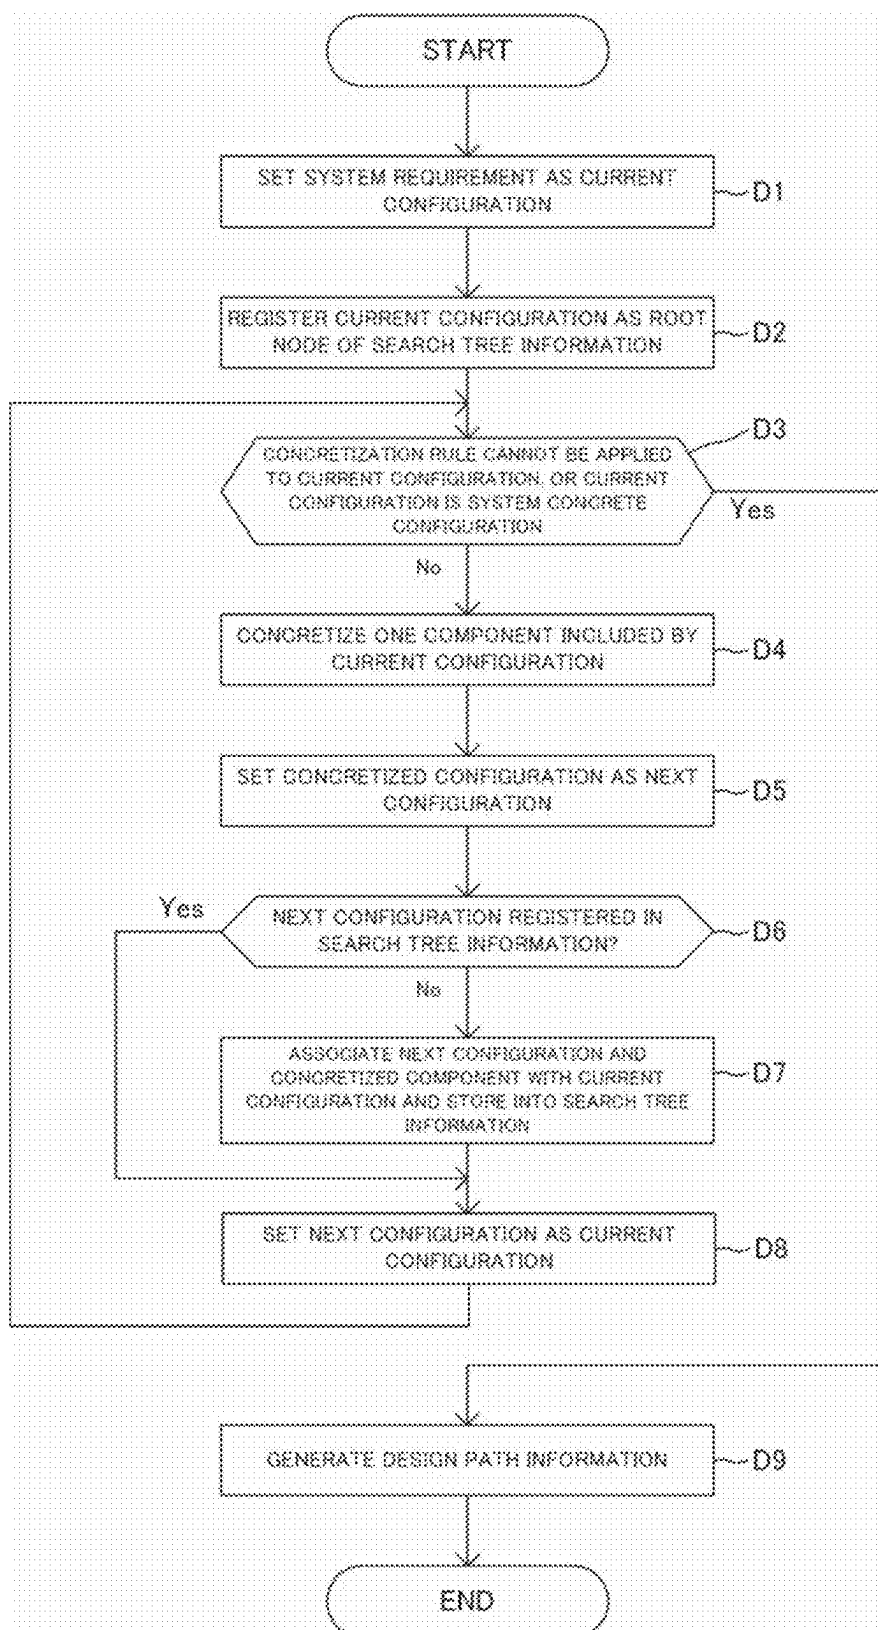 START
SET SYSTEM REQUIREMENT AS CURRENT
CONFIGURATION
D1
REGISTER CURRENT CONFIGURATION AS ROOT
NODE OF SEARCH TREE INFORMATION
D2
D3
CONCRETIZATION RULE CANNOT BE APPLIED
TO CURRENT CONFIGURATION, OR CURRENT
CONFIGURATION IS SYSTEM CONCRETE
CONFIGURATION
Yes
No
CONCRETIZE ONE COMPONENT INCLUDED BY
CURRENT CONFIGURATION
D4
SET CONCRETIZED CONFIGURATION AS NEXT
CONFIGURATION
D5
Yes
NEXT CONFIGURATION REGISTERED IN
SEARCH TREE INFORMATION?
D6
No
ASSOCIATE NEXT CONFIGURATION AND
CONCRETIZED COMPONENT WITH CURRENT
CONFIGURATION AND STORE INTO SEARCH TREE
INFORMATION
D7
SET NEXT CONFIGURATION AS CURRENT
CONFIGURATION
D8
GENERATE DESIGN PATH INFORMATION
D9
END